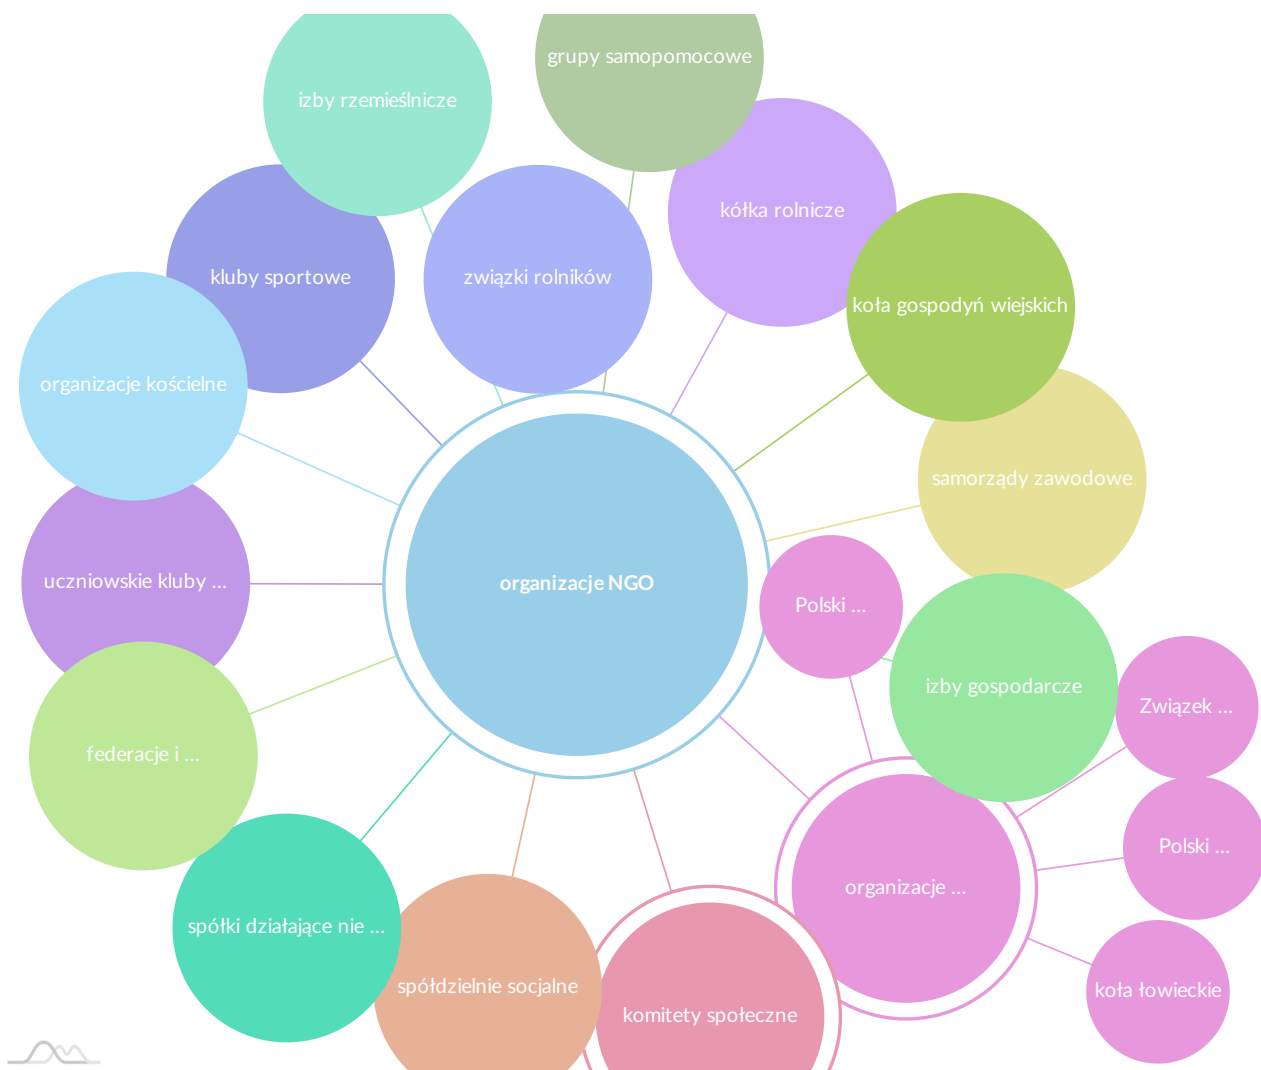 grupy samopomocowe
izby rzemieślnicze
kółka rolnicze
kluby sportowe
związki rolników
koła gospodyń wiejskich
organizacje kościelne
samorządy zawodowe
uczniowskie kluby ...
organizacje NGO
Polski ...
izby gospodarcze
Związek ...
federacje i ...
Polski ...
organizacje ...
spółki działające nie ...
spółdzielnie socjalne
koła łowieckie
komitety społeczne